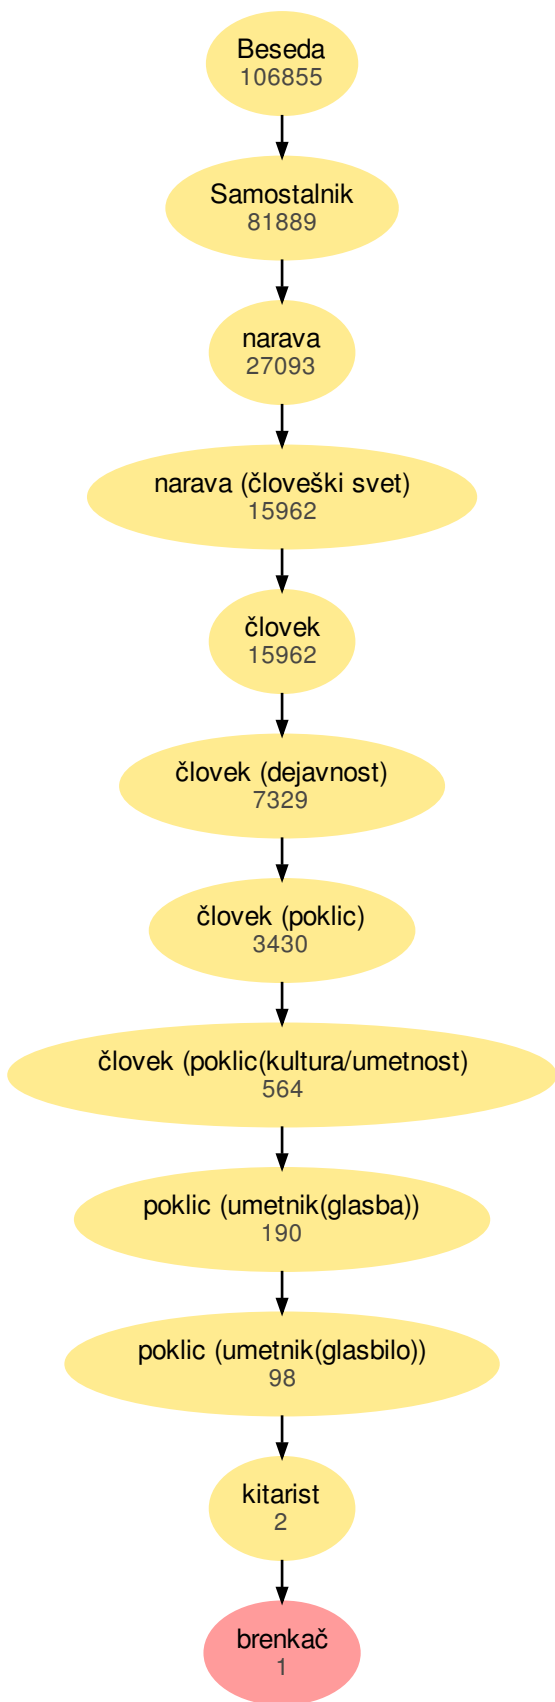 Beseda
106855
Samostalnik
81889
narava
27093
narava (človeški svet)
15962
človek
15962
človek (dejavnost)
7329
človek (poklic)
3430
človek (poklic(kultura/umetnost)
564
poklic (umetnik(glasba))
190
poklic (umetnik(glasbilo))
98
kitarist
2
brenkač
1